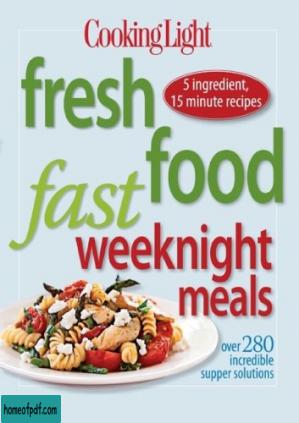 Cooking Light
fresh
5 ingredient,
15 minute recipes
food
fast
weeknight
meals
over 280
incredible
supper solutions
homeofpdf.com